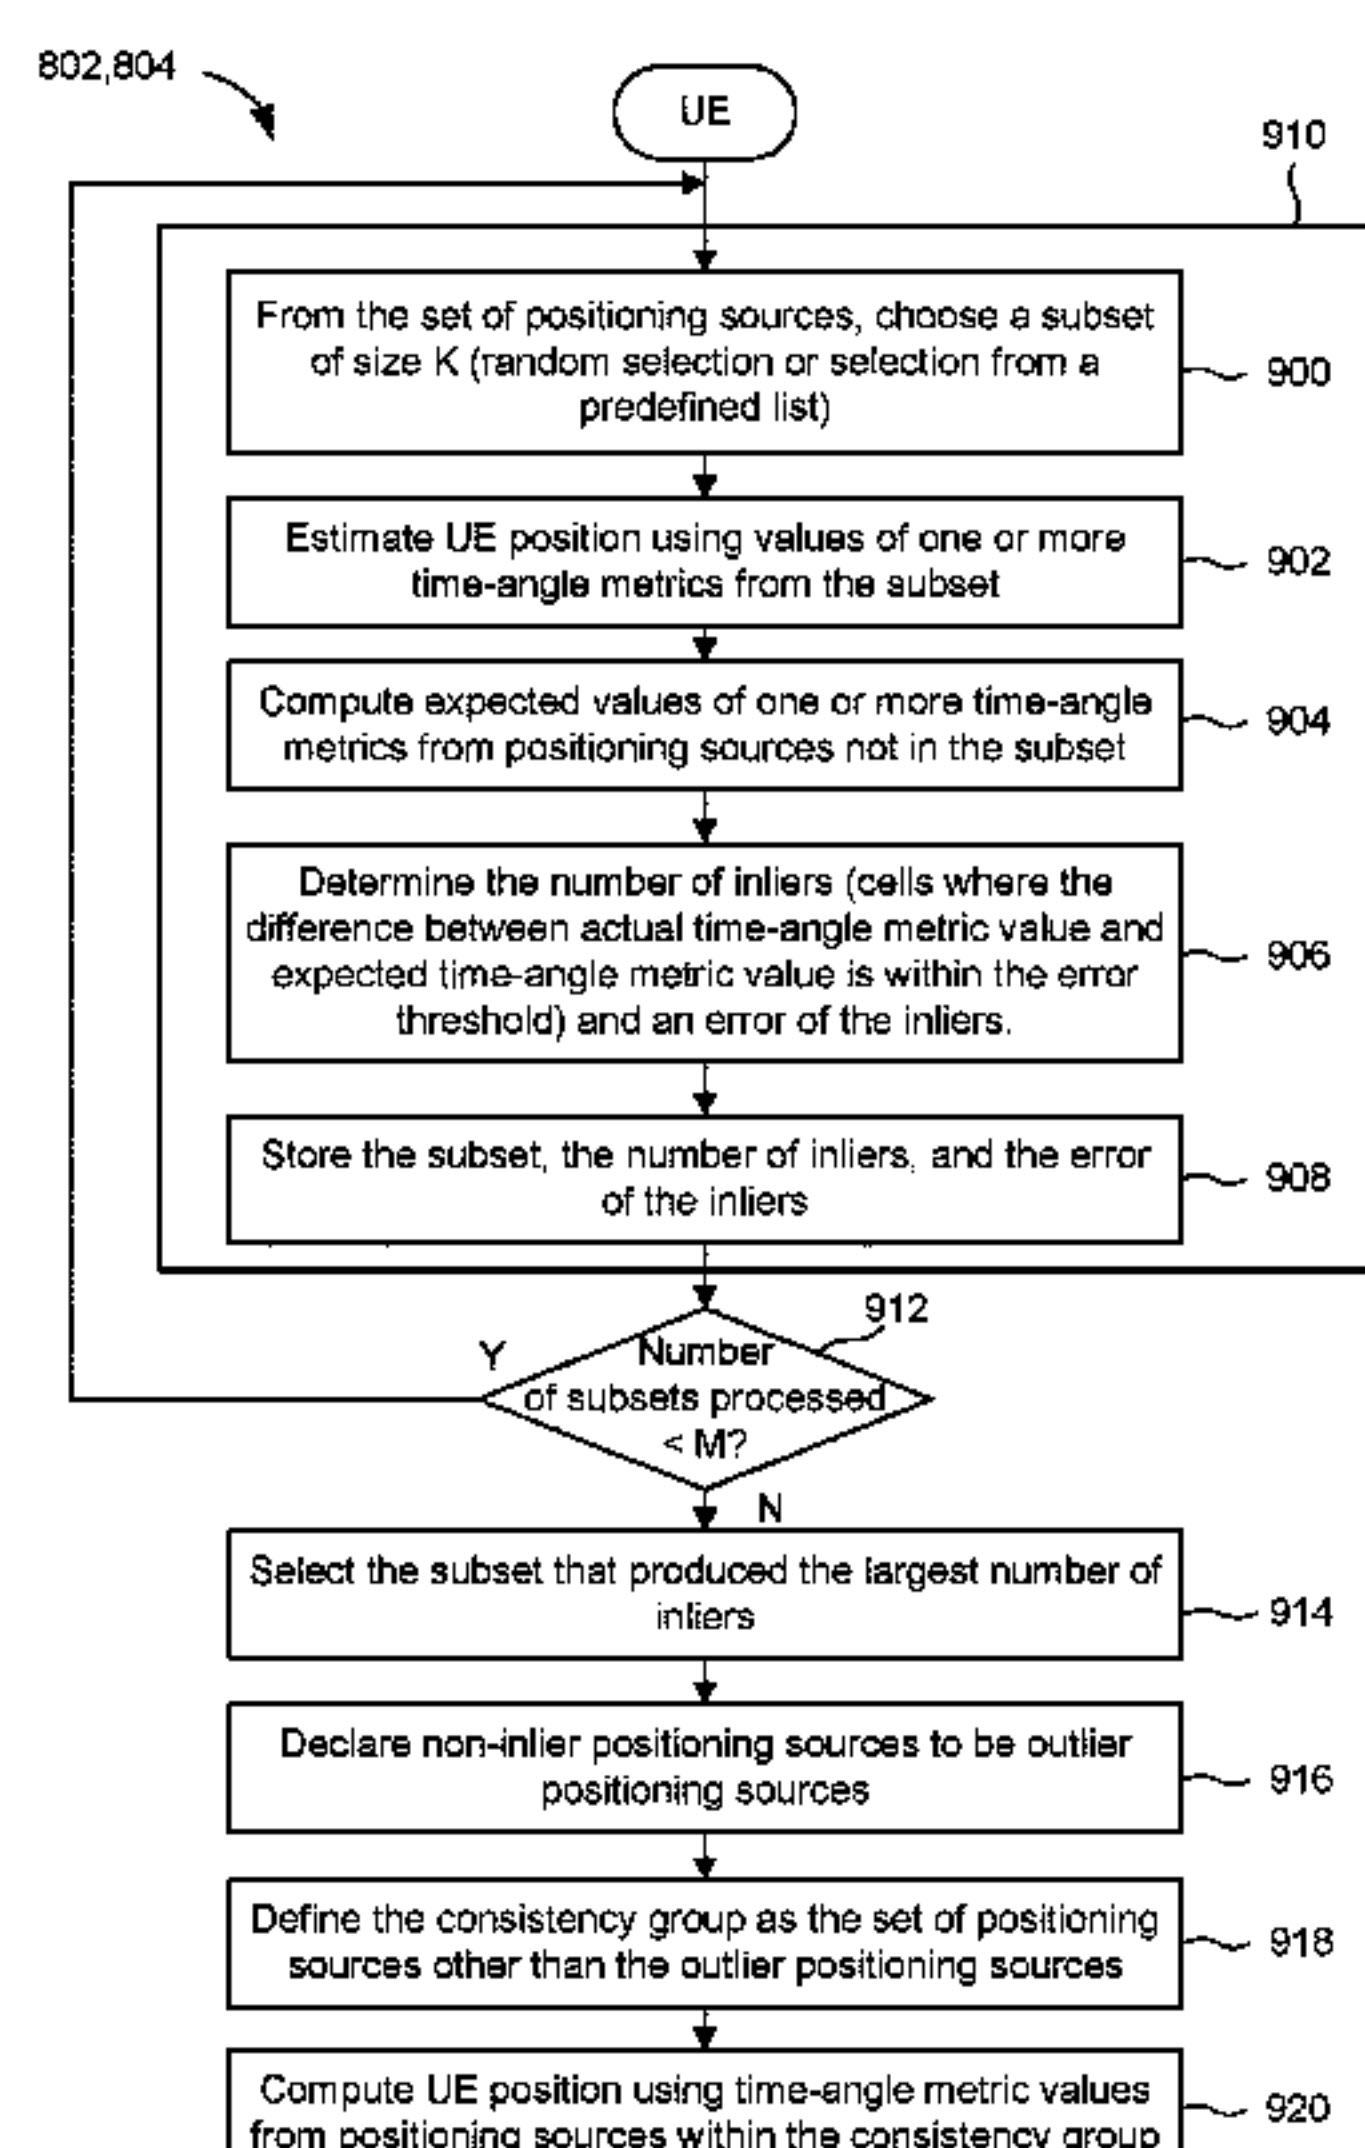 802,804
UE
910
From the set of positioning sources, choose a subset
of size K (random selection or selection from a
predefined list)
900
Estimate UE position using values of one or more
time-angle metrics from the subset
902
Compute expected values of one or more time-angle
metrics from positioning sources not in the subset
904
Determine the number of inliers (cells where the
difference between actual time-angle metric value and
expected time-angle metric value is within the error
threshold) and an error of the inliers.
906
Store the subset, the number of inliers, and the error
of the inliers
908
912
Y
Number
of subsets processed
< M?
N
Select the subset that produced the largest number of
inliers
914
Declare non-inlier positioning sources to be outlier
positioning sources
916
Define the consistency group as the set of positioning
sources other than the outlier positioning sources
918
Compute UE position using time-angle metric values
from positioning sources within the consistency group
920